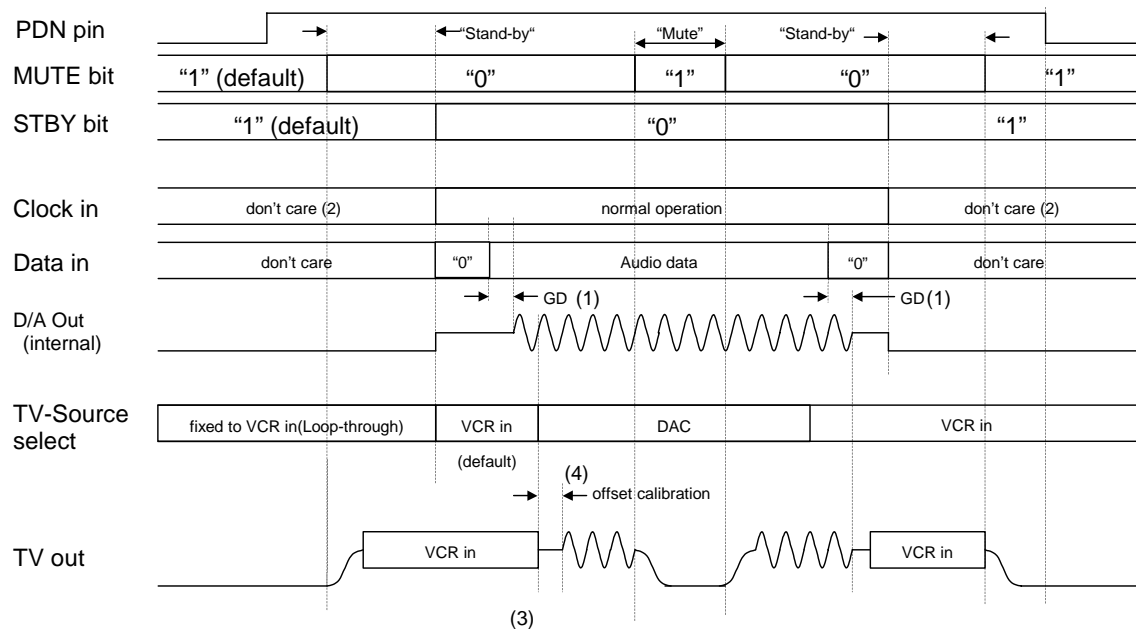 PDN pin
“Stand-by“ “Mute” “Stand-by“
MUTE bit “1” (default) “0” “1” “0” “1”
STBY bit “1” (default) “0” “1”
Clock in don’t care (2) normal operation don’t care (2)
Data in don’t care “0” Audio data “0” don’t care
GD (1) GD (1)
D/A Out
(internal)
TV-Source
select
fixed to VCR in(Loop-through) VCR in DAC VCR in
(default)
(4)
offset calibration
TV out VCR in VCR in
(3)